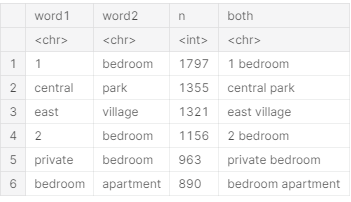 word1 word2 n both
<chr> <chr> <int> <chr>
1 1 bedroom 1797 1 bedroom
2 central park 1355 central park
3 east village 1321 east village
4 2 bedroom 1156 2 bedroom
5 private bedroom 963 private bedroom
6 bedroom apartment 890 bedroom apartment